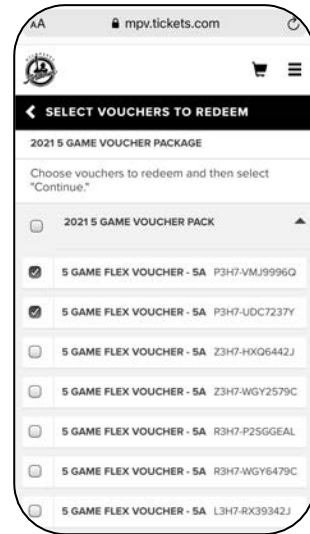 AA mpv.tickets.com
SELECT VOUCHERS TO REDEEM
2021 5 GAME VOUCHER PACKAGE
Choose vouchers to redeem and then select
"Continue."
2021 5 GAME VOUCHER PACK
5 GAME FLEX VOUCHER - 5A P3H7-VMJ9996Q
5 GAME FLEX VOUCHER - 5A P3H7-UDC7237Y
5 GAME FLEX VOUCHER - 5A Z3H7-HXQ6442J
5 GAME FLEX VOUCHER - 5A Z3H7-WGY2579C
5 GAME FLEX VOUCHER - 5A R3H7-P2SGGEAL
5 GAME FLEX VOUCHER - 5A R3H7-WGY6479C
5 GAME FLEX VOUCHER - 5A L3H7-RX39342J